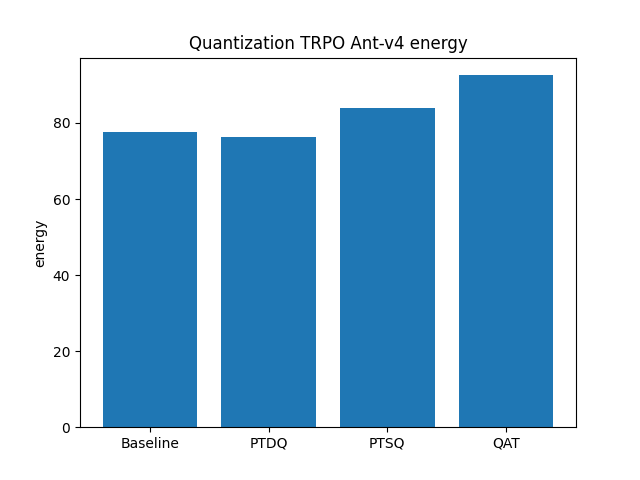 Quantization TRPO Ant-v4 energy
energy
80
60
40
20
0
Baseline PTDQ PTSQ QAT